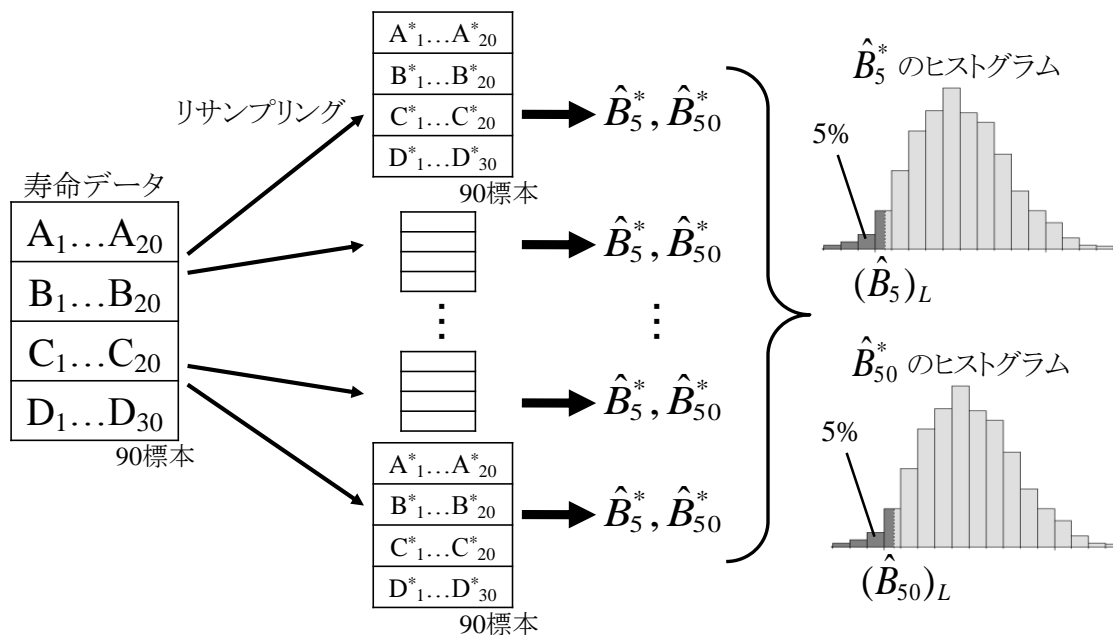 寿命データ
A₁…A₂₀
B₁…B₂₀
C₁…C₂₀
D₁…D₃₀
90標本
リサンプリング
A*₁…A*₂₀
B*₁…B*₂₀
C*₁…C*₂₀
D*₁…D*₃₀
90標本
⋮
A*₁…A*₂₀
B*₁…B*₂₀
C*₁…C*₂₀
D*₁…D*₃₀
90標本
B̂*₅, B̂*₅₀
B̂*₅, B̂*₅₀
⋮
B̂*₅, B̂*₅₀
B̂*₅, B̂*₅₀
B̂*₅ のヒストグラム
5%
(B̂₅)L
B̂*₅₀ のヒストグラム
5%
(B̂₅₀)L